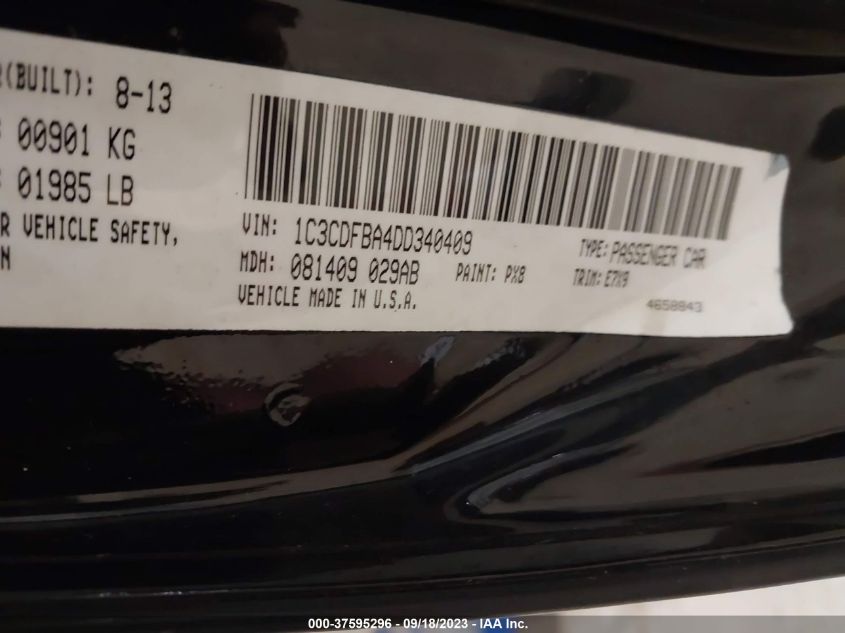 R(BUILT): 8-13
: 00901 KG
: 01985 LB
R VEHICLE SAFETY,
N
VIN: 1C3CDFBA4DD340409
TYPE: PASSENGER CAR
MDH: 081409 029AB
PAINT: PX8
TRIM: E7X9
VEHICLE MADE IN U.S.A.
4658943
000-37595296 - 09/18/2023 - IAA Inc.